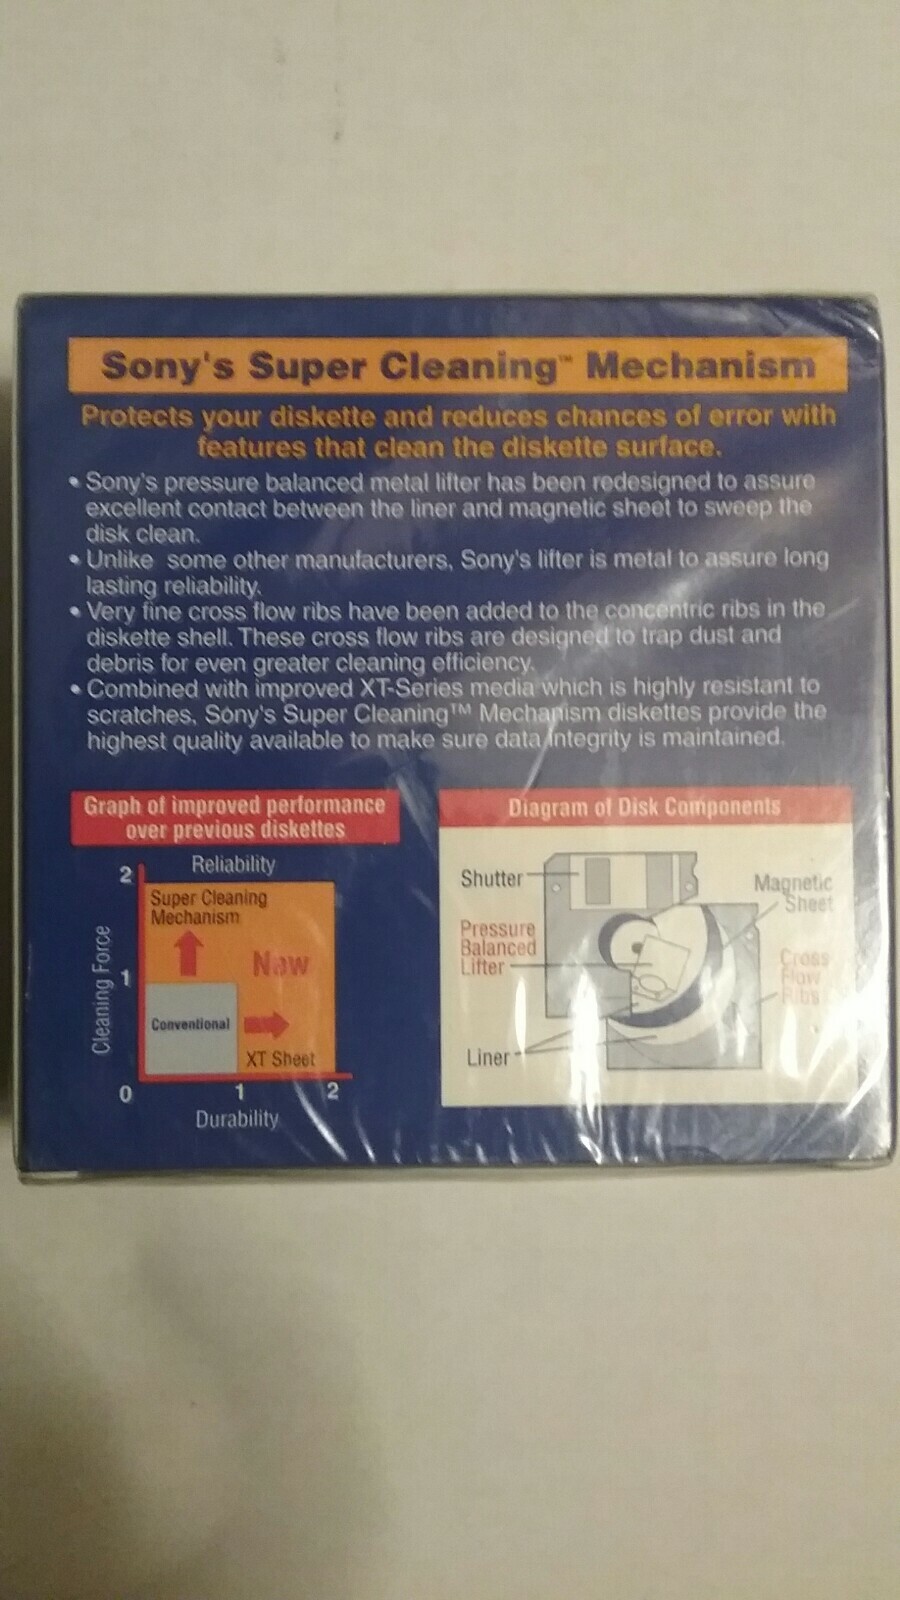 Sony's Super Cleaning™ Mechanism
Protects your diskette and reduces chances of error with
features that clean the diskette surface.
• Sony's pressure balanced metal lifter has been redesigned to assure
excellent contact between the liner and magnetic sheet to sweep the
disk clean.
• Unlike some other manufacturers, Sony's lifter is metal to assure long
lasting reliability.
• Very fine cross flow ribs have been added to the concentric ribs in the
diskette shell. These cross flow ribs are designed to trap dust and
debris for even greater cleaning efficiency.
• Combined with improved XT-Series media which is highly resistant to
scratches, Sony's Super Cleaning™ Mechanism diskettes provide the
highest quality available to make sure data integrity is maintained.
Graph of improved performance
over previous diskettes
Reliability
2
Super Cleaning
Mechanism
New
1
Conventional
XT Sheet
0
1
2
Durability
Cleaning Force
Diagram of Disk Components
Shutter
Magnetic
Sheet
Pressure
Balanced
Lifter
Cross
Flow
Ribs
Liner